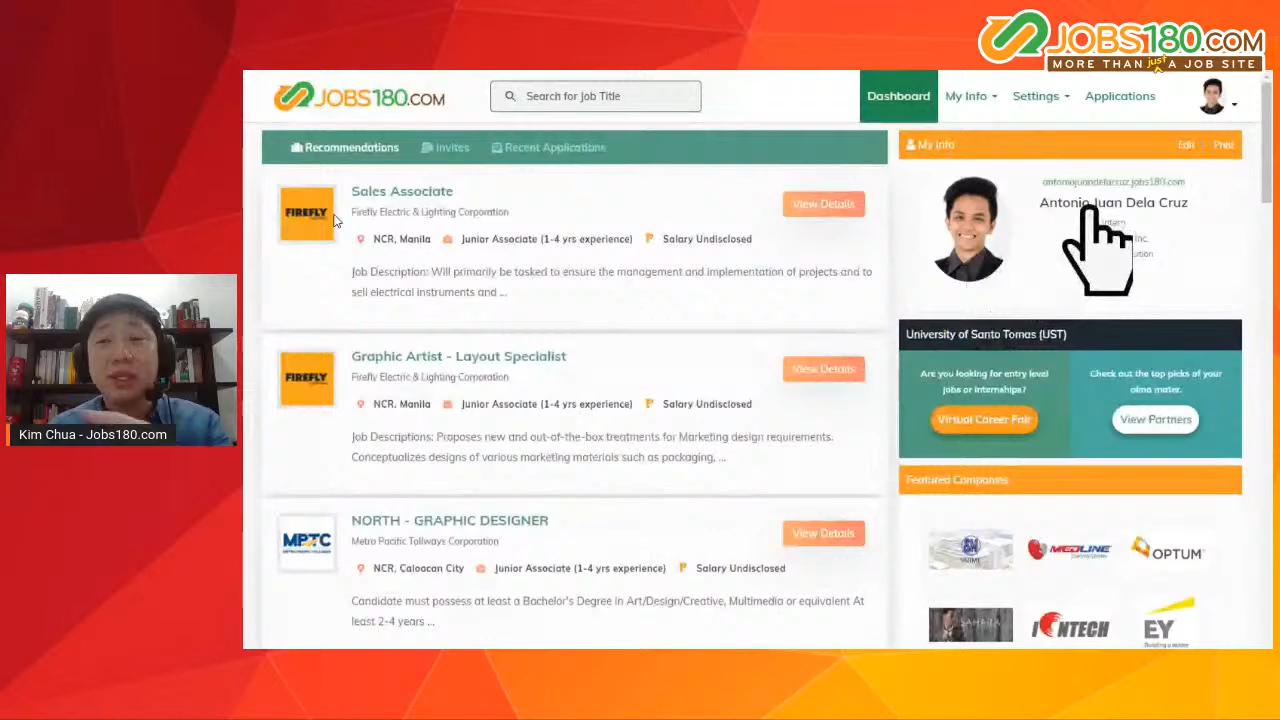 JOBS180.COM
MORE THAN just A JOB SITE
JOBS180.COM
Search for Job Title
Dashboard
My Info
Settings
Applications
Recommendations
Invites
Recent Applications
FIREFLY
Sales Associate
Firefly Electric & Lighting Corporation
View Details
NCR, Manila
Junior Associate (1-4 yrs experience)
Salary Undisclosed
Job Description: Will primarily be tasked to ensure the management and implementation of projects and to
sell electrical instruments and ...
FIREFLY
Graphic Artist - Layout Specialist
Firefly Electric & Lighting Corporation
View Details
NCR, Manila
Junior Associate (1-4 yrs experience)
Salary Undisclosed
Job Descriptions: Proposes new and out-of-the-box treatments for Marketing design requirements.
Conceptualizes designs of various marketing materials such as packaging, ...
MPTC
NORTH - GRAPHIC DESIGNER
Metro Pacific Tollways Corporation
View Details
NCR, Caloocan City
Junior Associate (1-4 yrs experience)
Salary Undisclosed
Candidate must possess at least a Bachelor's Degree in Art/Design/Creative, Multimedia or equivalent At
least 2-4 years ...
My Info
Edit
Print
antoniojuandelacruz.jobs180.com
Antonio Juan Dela Cruz
Intern
Inc.
University of Santo Tomas (UST)
Are you looking for entry level
jobs or internships?
Virtual Career Fair
Check out the top picks of your
alma mater.
View Partners
Featured Companies
MEDLINE
OPTUM
IONTECH
EY
Building a better
Kim Chua - Jobs180.com